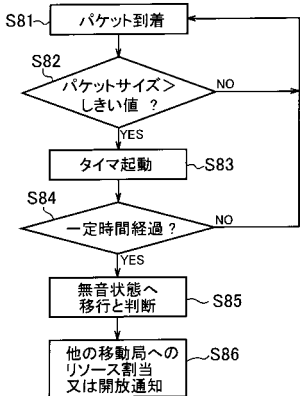 S81
パケット到着
S82
パケットサイズ>
しきい値 ?
NO
YES
タイマ起動
S83
S84
一定時間経過?
NO
YES
無音状態へ
移行と判断
S85
他の移動局への
リソース割当
又は開放通知
S86